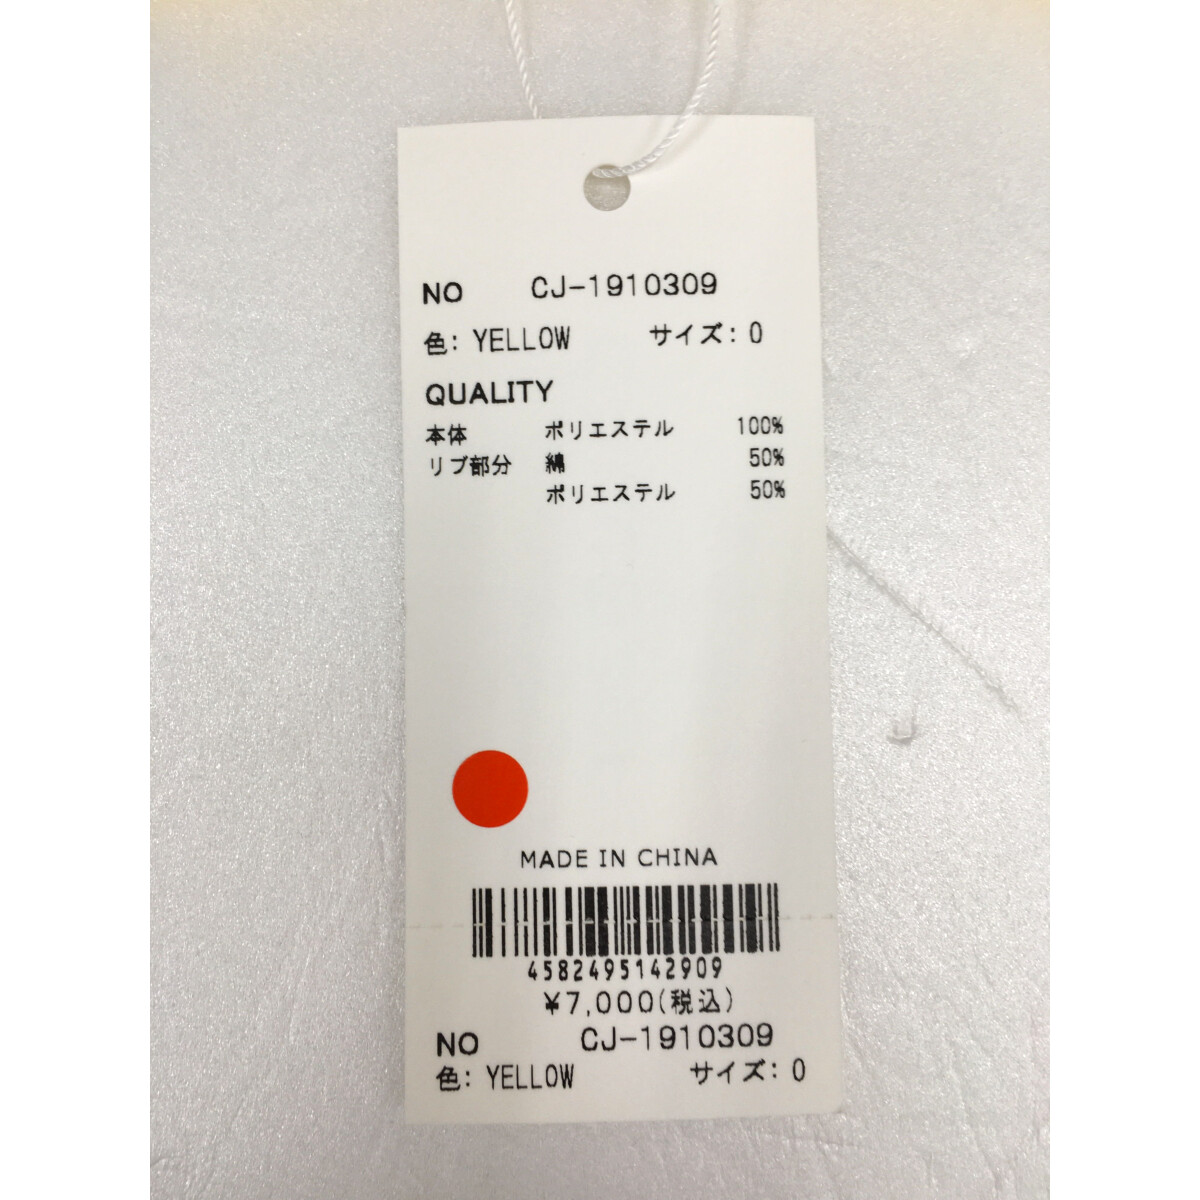 NO CJ-1910309
色: YELLOW サイズ: 0
QUALITY
本体 ポリエステル 100%
リブ部分 綿 50%
ポリエステル 50%
MADE IN CHINA
4582495142909
¥7,000(税込)
NO CJ-1910309
色: YELLOW サイズ: 0